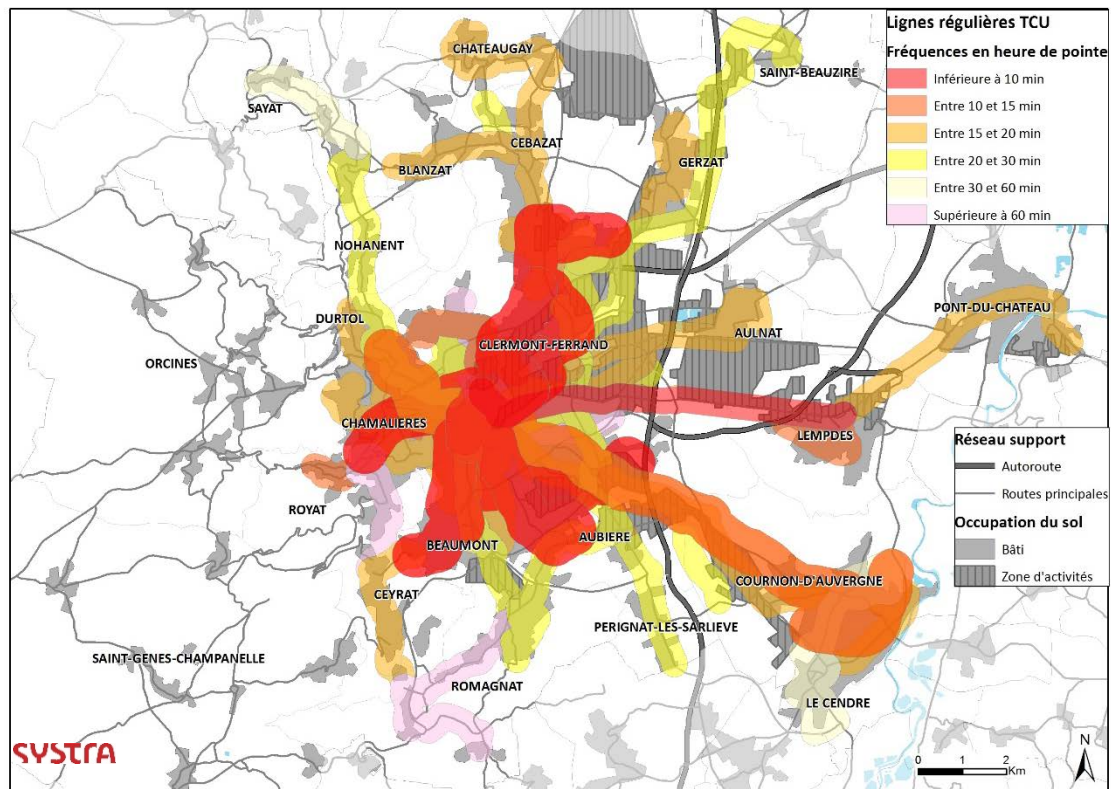 Lignes régulières TCU
Fréquences en heure de pointe
Inférieure à 10 min
Entre 10 et 15 min
Entre 15 et 20 min
Entre 20 et 30 min
Entre 30 et 60 min
Supérieure à 60 min
CHATEAUGAY
SAINT-BEAUZIRE
SAYAT
CEBAZAT
BLANZAT
GERZAT
NOHANENT
PONT-DU-CHATEAU
DURTOL
AULNAT
CLERMONT-FERRAND
ORCINES
CHAMALIERES
LEMPDES
Réseau support
Autoroute
Routes principales
Occupation du sol
Bâti
Zone d'activités
ROYAT
AUBIERE
BEAUMONT
COURNON-D'AUVERGNE
CEYRAT
PERIGNAT-LES-SARLIEVE
SAINT-GENES-CHAMPANELLE
ROMAGNAT
LE CENDRE
SYSTRA
N
0 1 2
Km